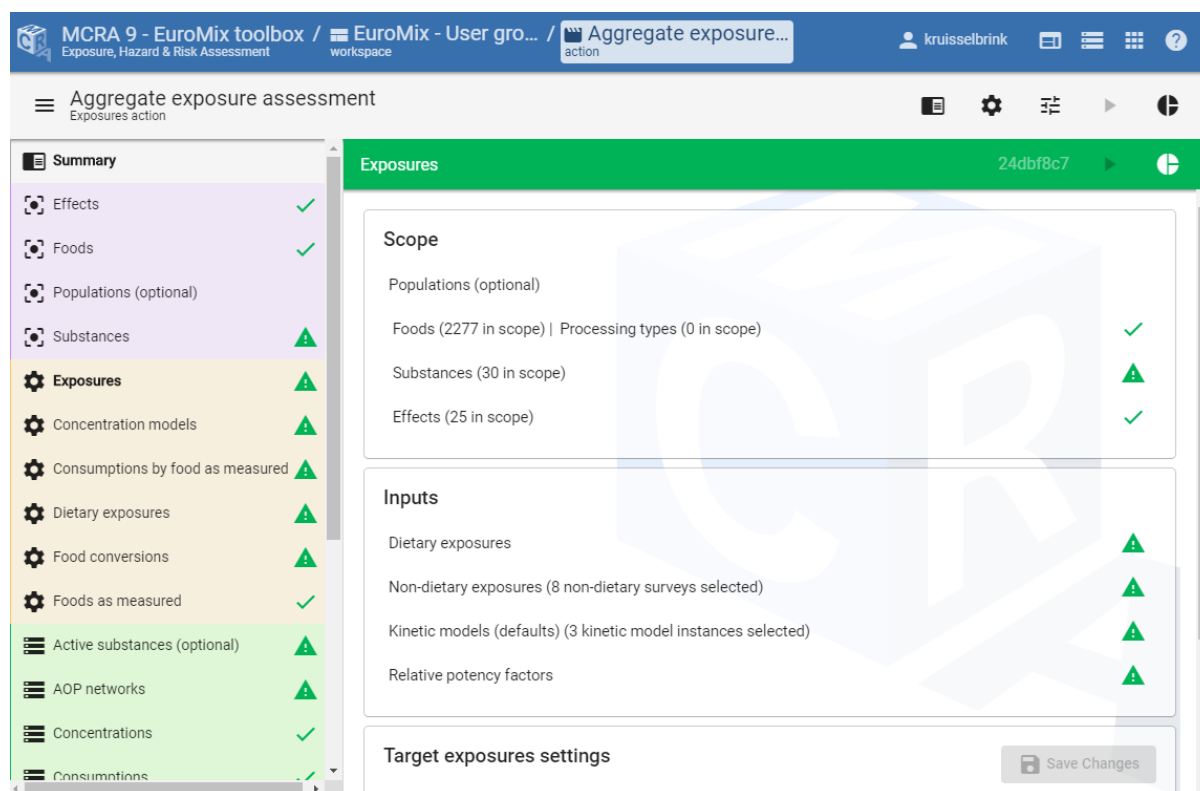 MCRA 9 - EuroMix toolbox / EuroMix - User gro... / Aggregate exposure...
Exposure, Hazard & Risk Assessment workspace action
kruisselbrink
Aggregate exposure assessment
Exposures action
Summary
Effects
Foods
Populations (optional)
Substances
Exposures
Concentration models
Consumptions by food as measured
Dietary exposures
Food conversions
Foods as measured
Active substances (optional)
AOP networks
Concentrations
Consumptions
Exposures 24dbf8c7
Scope
Populations (optional)
Foods (2277 in scope) | Processing types (0 in scope)
Substances (30 in scope)
Effects (25 in scope)
Inputs
Dietary exposures
Non-dietary exposures (8 non-dietary surveys selected)
Kinetic models (defaults) (3 kinetic model instances selected)
Relative potency factors
Target exposures settings
Save Changes
CRA